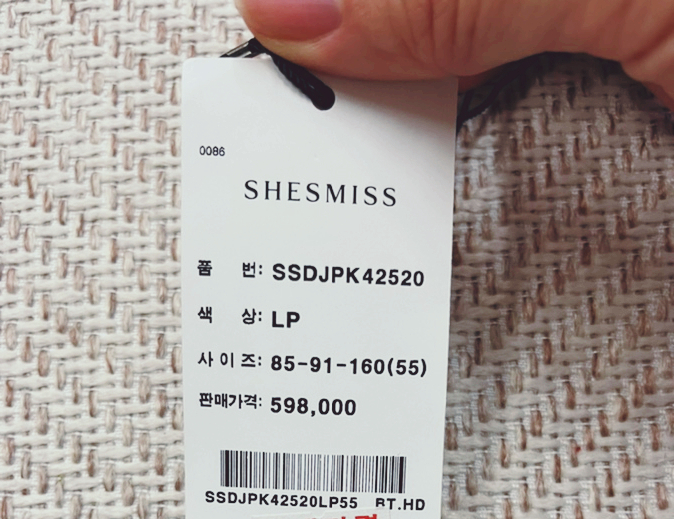 0086
SHESMISS
품 번: SSDJPK42520
색 상: LP
사 이 즈: 85-91-160(55)
판매가격: 598,000
SSDJPK42520LP55 BT.HD